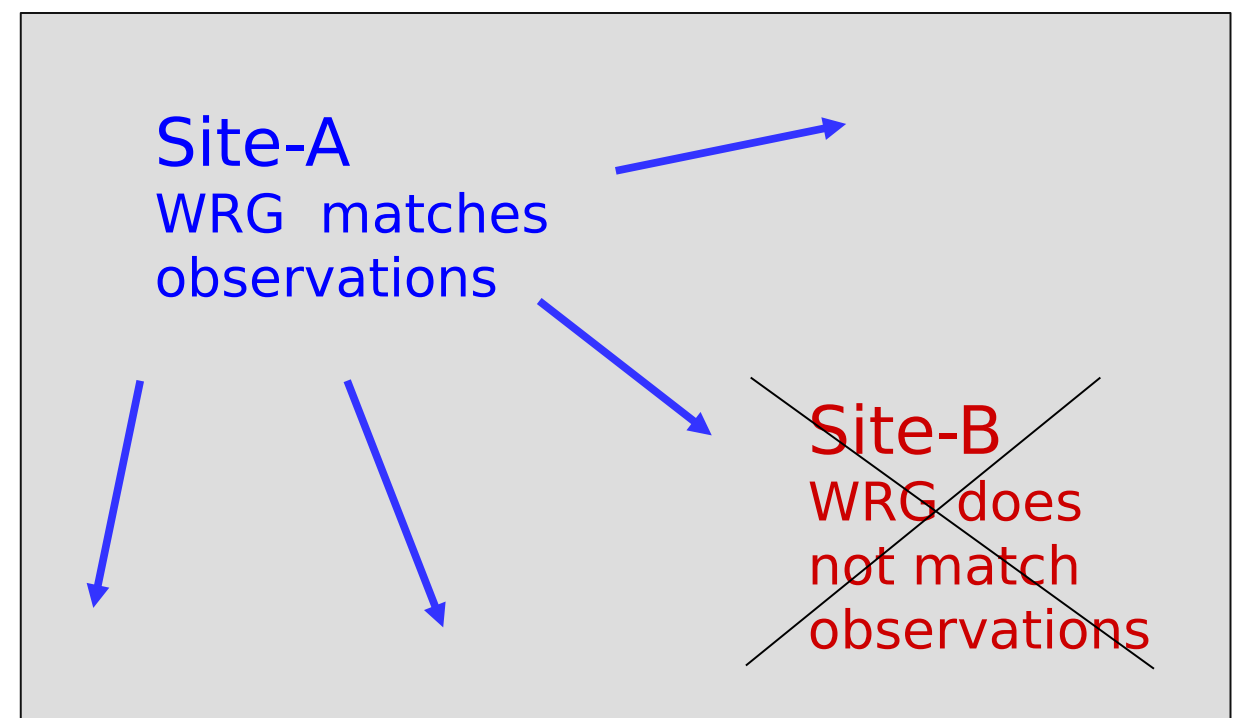 Site-A
WRG matches
observations
Site-B
WRG does
not match
observations